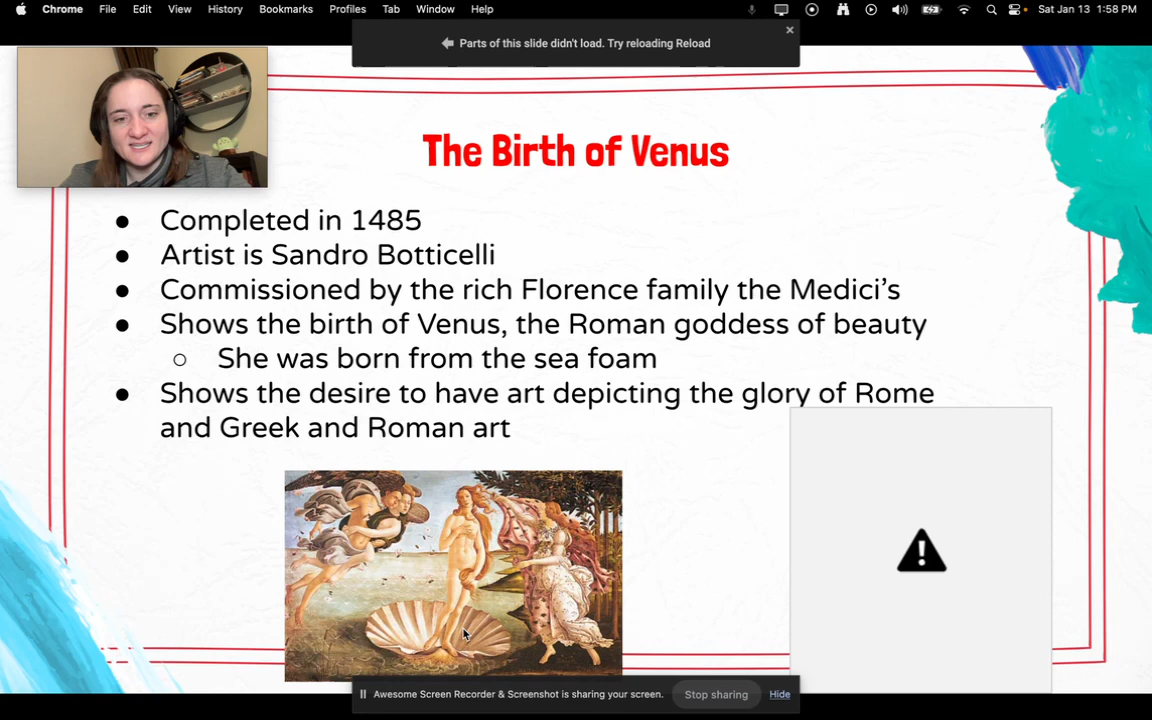 Chrome File Edit View History Bookmarks Profiles Tab Window Help Sat Jan 13 1:58 PM
Parts of this slide didn't load. Try reloading Reload
The Birth of Venus
● Completed in 1485
● Artist is Sandro Botticelli
● Commissioned by the rich Florence family the Medici's
● Shows the birth of Venus, the Roman goddess of beauty
○ She was born from the sea foam
● Shows the desire to have art depicting the glory of Rome
and Greek and Roman art
Awesome Screen Recorder & Screenshot is sharing your screen. Stop sharing Hide